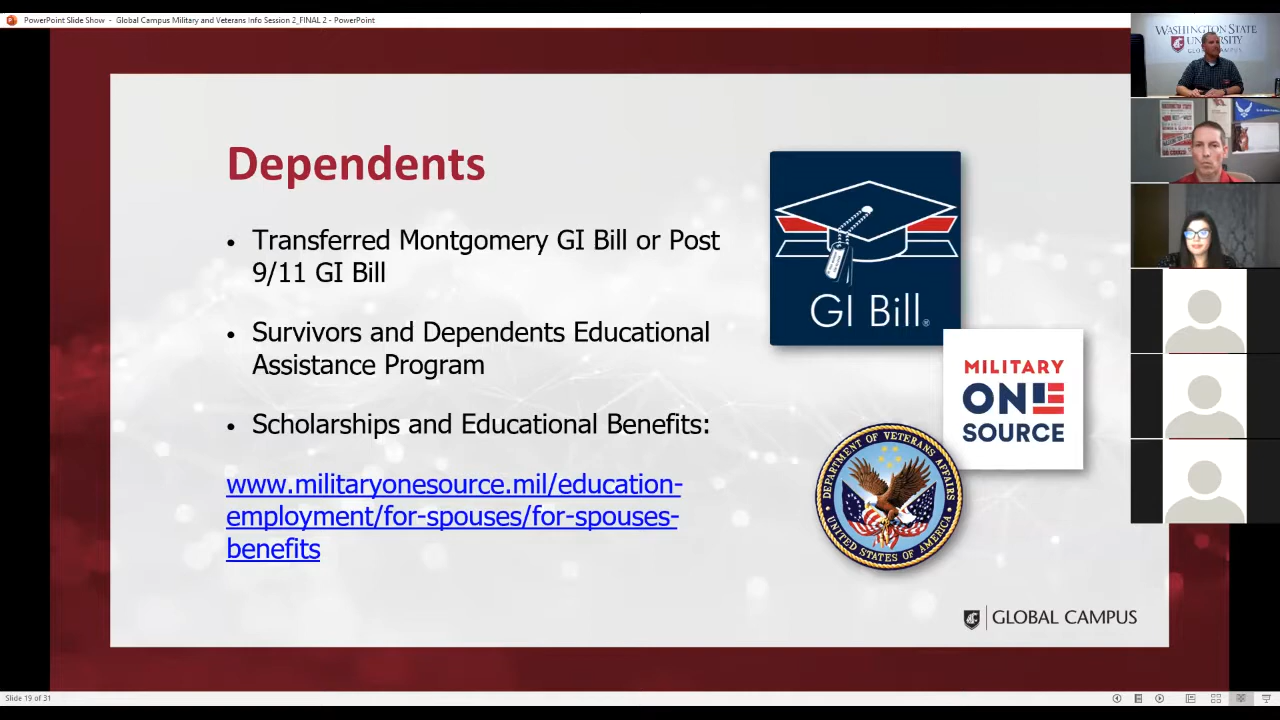 PowerPoint Slide Show - Global Campus Military and Veterans Info Session 2_FINAL 2 - PowerPoint
WASHINGTON STATE
UNIVERSITY
GLOBAL CAMPUS
Dependents
• Transferred Montgomery GI Bill or Post
9/11 GI Bill
• Survivors and Dependents Educational
Assistance Program
• Scholarships and Educational Benefits:
www.militaryonesource.mil/education-
employment/for-spouses/for-spouses-
benefits
GI Bill®
MILITARY
ONE
SOURCE
DEPARTMENT OF VETERANS AFFAIRS
UNITED STATES OF AMERICA
GLOBAL CAMPUS
Slide 19 of 31